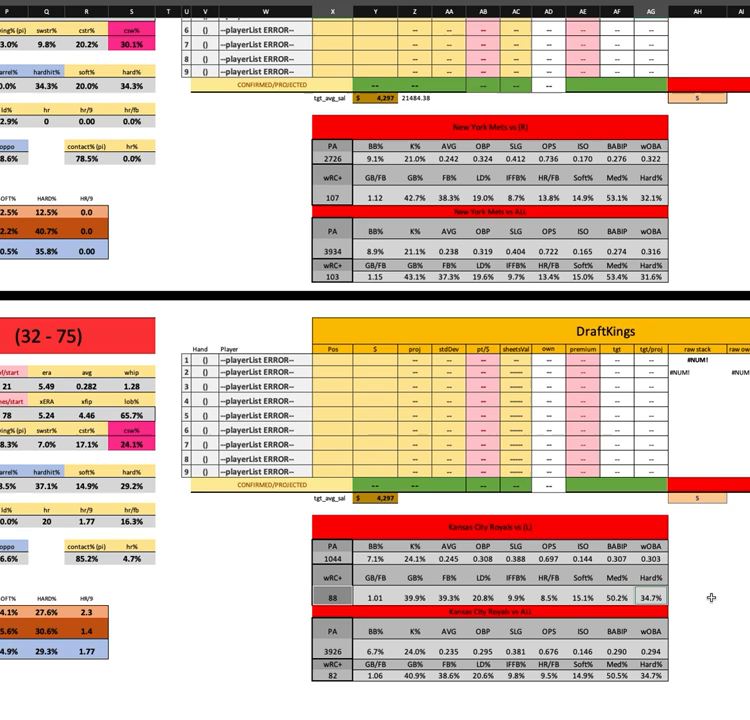 P Q R S T U V W X Y Z AA AB AC AD AE AF AG AH AI
ing% (pi) swstr% cstr% csw%
3.0% 9.8% 20.2% 30.1%
arrel% hardhit% soft% hard%
0.0% 34.3% 20.0% 34.3%
ld% hr hr/9 hr/fb
2.9% 0 0.00 0.0%
oppo contact% (pi) hr%
8.6% 78.5% 0.0%
OFT% HARD% HR/9
2.5% 12.5% 0.0
2.2% 40.7% 0.0
0.5% 35.8% 0.00
6 () --playerList ERROR-- -- -- -- -- -- -- --
7 () --playerList ERROR-- -- -- -- -- -- -- --
8 () --playerList ERROR-- -- -- -- -- -- -- --
9 () --playerList ERROR-- -- -- -- -- -- -- --
CONFIRMED/PROJECTED -- -- -- -- --
tgt_avg_sal $ 4,297 21484.38 5
New York Mets vs (R)
PA BB% K% AVG OBP SLG OPS ISO BABIP wOBA
2726 9.1% 21.0% 0.242 0.324 0.412 0.736 0.170 0.276 0.322
wRC+ GB/FB GB% FB% LD% IFFB% HR/FB Soft% Med% Hard%
107 1.12 42.7% 38.3% 19.0% 8.7% 13.8% 14.9% 53.1% 32.1%
New York Mets vs ALL
PA BB% K% AVG OBP SLG OPS ISO BABIP wOBA
3934 8.9% 21.1% 0.238 0.319 0.404 0.722 0.165 0.274 0.316
wRC+ GB/FB GB% FB% LD% IFFB% HR/FB Soft% Med% Hard%
103 1.15 43.1% 37.3% 19.6% 9.7% 13.4% 15.0% 53.4% 31.6%
(32 - 75)
f/start era avg whip
21 5.49 0.282 1.28
hes/start xERA xfip lob%
78 5.24 4.46 65.7%
ing% (pi) swstr% cstr% csw%
8.3% 7.0% 17.1% 24.1%
arrel% hardhit% soft% hard%
3.5% 37.1% 14.9% 29.2%
ld% hr hr/9 hr/fb
0.0% 20 1.77 16.3%
oppo contact% (pi) hr%
6.6% 85.2% 4.7%
OFT% HARD% HR/9
4.1% 27.6% 2.3
5.6% 30.6% 1.4
4.9% 29.3% 1.77
DraftKings
Hand Player Pos $ proj stdDev pt/$ sheetsVal own premium tgt tgt/proj raw stack raw ow
1 () --playerList ERROR-- -- -- -- ---- -- -- -- -- #NUM!
2 () --playerList ERROR-- -- -- -- ---- -- -- -- -- #NUM! #NUM!
3 () --playerList ERROR-- -- -- -- ---- -- -- -- --
4 () --playerList ERROR-- -- -- -- ---- -- -- -- --
5 () --playerList ERROR-- -- -- -- ---- -- -- -- --
6 () --playerList ERROR-- -- -- -- ---- -- -- -- --
7 () --playerList ERROR-- -- -- -- ---- -- -- -- --
8 () --playerList ERROR-- -- -- -- ---- -- -- -- --
9 () --playerList ERROR-- -- -- -- ---- -- -- -- --
CONFIRMED/PROJECTED -- -- -- -- --
tgt_avg_sal $ 4,297 5
Kansas City Royals vs (L)
PA BB% K% AVG OBP SLG OPS ISO BABIP wOBA
1044 7.1% 24.1% 0.245 0.308 0.388 0.697 0.144 0.307 0.303
wRC+ GB/FB GB% FB% LD% IFFB% HR/FB Soft% Med% Hard%
88 1.01 39.9% 39.3% 20.8% 9.9% 8.5% 15.1% 50.2% 34.7%
Kansas City Royals vs ALL
PA BB% K% AVG OBP SLG OPS ISO BABIP wOBA
3926 6.7% 24.0% 0.235 0.295 0.381 0.676 0.146 0.290 0.294
wRC+ GB/FB GB% FB% LD% IFFB% HR/FB Soft% Med% Hard%
82 1.06 40.9% 38.6% 20.6% 9.8% 9.5% 14.9% 50.5% 34.7%